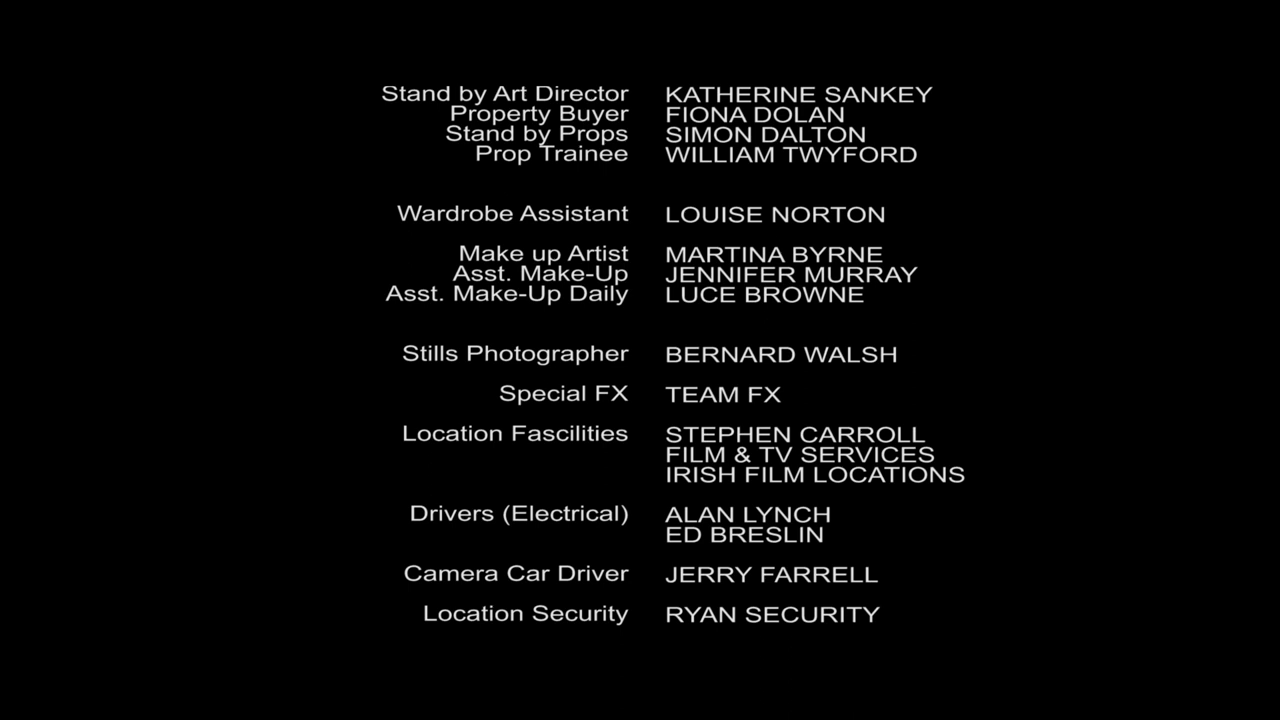 Stand by Art Director KATHERINE SANKEY
Property Buyer FIONA DOLAN
Stand by Props SIMON DALTON
Prop Trainee WILLIAM TWYFORD
Wardrobe Assistant LOUISE NORTON
Make up Artist MARTINA BYRNE
Asst. Make-Up JENNIFER MURRAY
Asst. Make-Up Daily LUCE BROWNE
Stills Photographer BERNARD WALSH
Special FX TEAM FX
Location Fascilities STEPHEN CARROLL
FILM & TV SERVICES
IRISH FILM LOCATIONS
Drivers (Electrical) ALAN LYNCH
ED BRESLIN
Camera Car Driver JERRY FARRELL
Location Security RYAN SECURITY